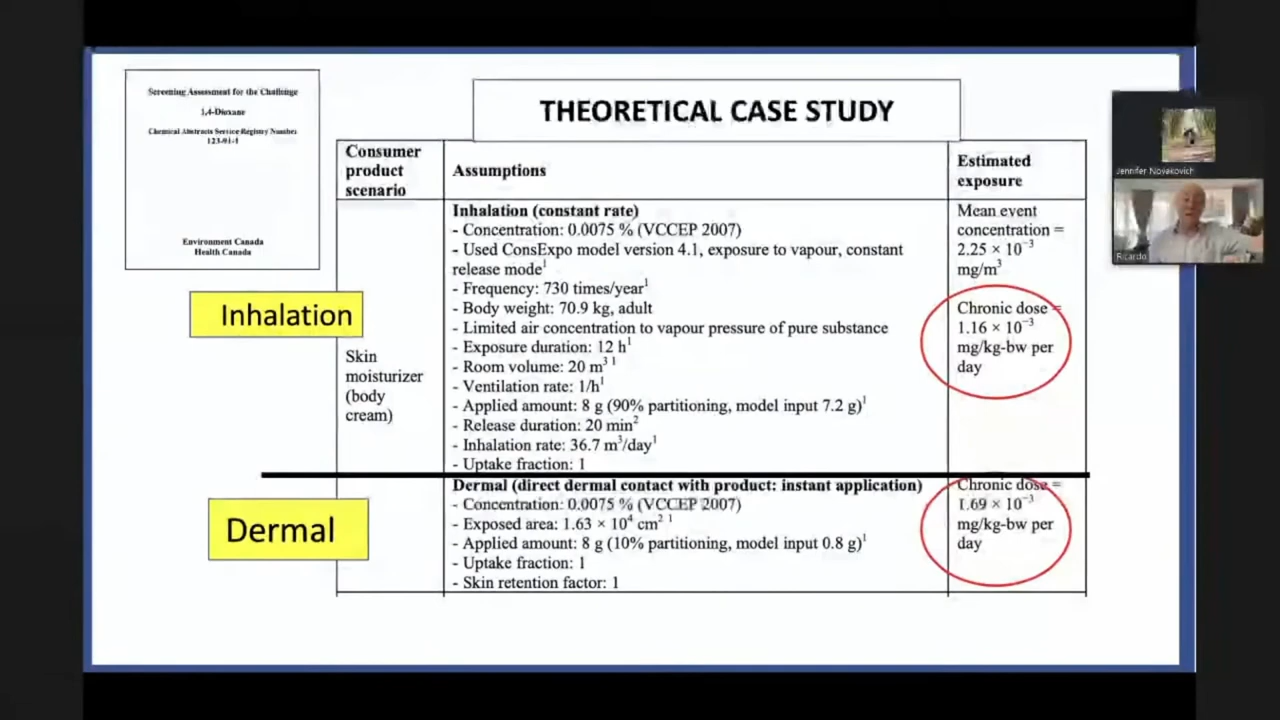 Screening Assessment for the Challenge
1,4-Dioxane
Chemical Abstracts Service Registry Number
123-91-1
Environment Canada
Health Canada
THEORETICAL CASE STUDY
Consumer
product
scenario
Assumptions
Estimated
exposure
Inhalation
Skin
moisturizer
(body
cream)
Inhalation (constant rate)
- Concentration: 0.0075 % (VCCEP 2007)
- Used ConsExpo model version 4.1, exposure to vapour, constant
release mode¹
- Frequency: 730 times/year¹
- Body weight: 70.9 kg, adult
- Limited air concentration to vapour pressure of pure substance
- Exposure duration: 12 h¹
- Room volume: 20 m³ ¹
- Ventilation rate: 1/h¹
- Applied amount: 8 g (90% partitioning, model input 7.2 g)¹
- Release duration: 20 min²
- Inhalation rate: 36.7 m³/day¹
- Uptake fraction: 1
Mean event
concentration =
2.25 × 10⁻³
mg/m³
Chronic dose =
1.16 × 10⁻³
mg/kg-bw per
day
Dermal
Dermal (direct dermal contact with product: instant application)
- Concentration: 0.0075 % (VCCEP 2007)
- Exposed area: 1.63 × 10⁴ cm² ¹
- Applied amount: 8 g (10% partitioning, model input 0.8 g)¹
- Uptake fraction: 1
- Skin retention factor: 1
Chronic dose =
1.69 × 10⁻³
mg/kg-bw per
day
Jennifer Novakovich
Ricardo